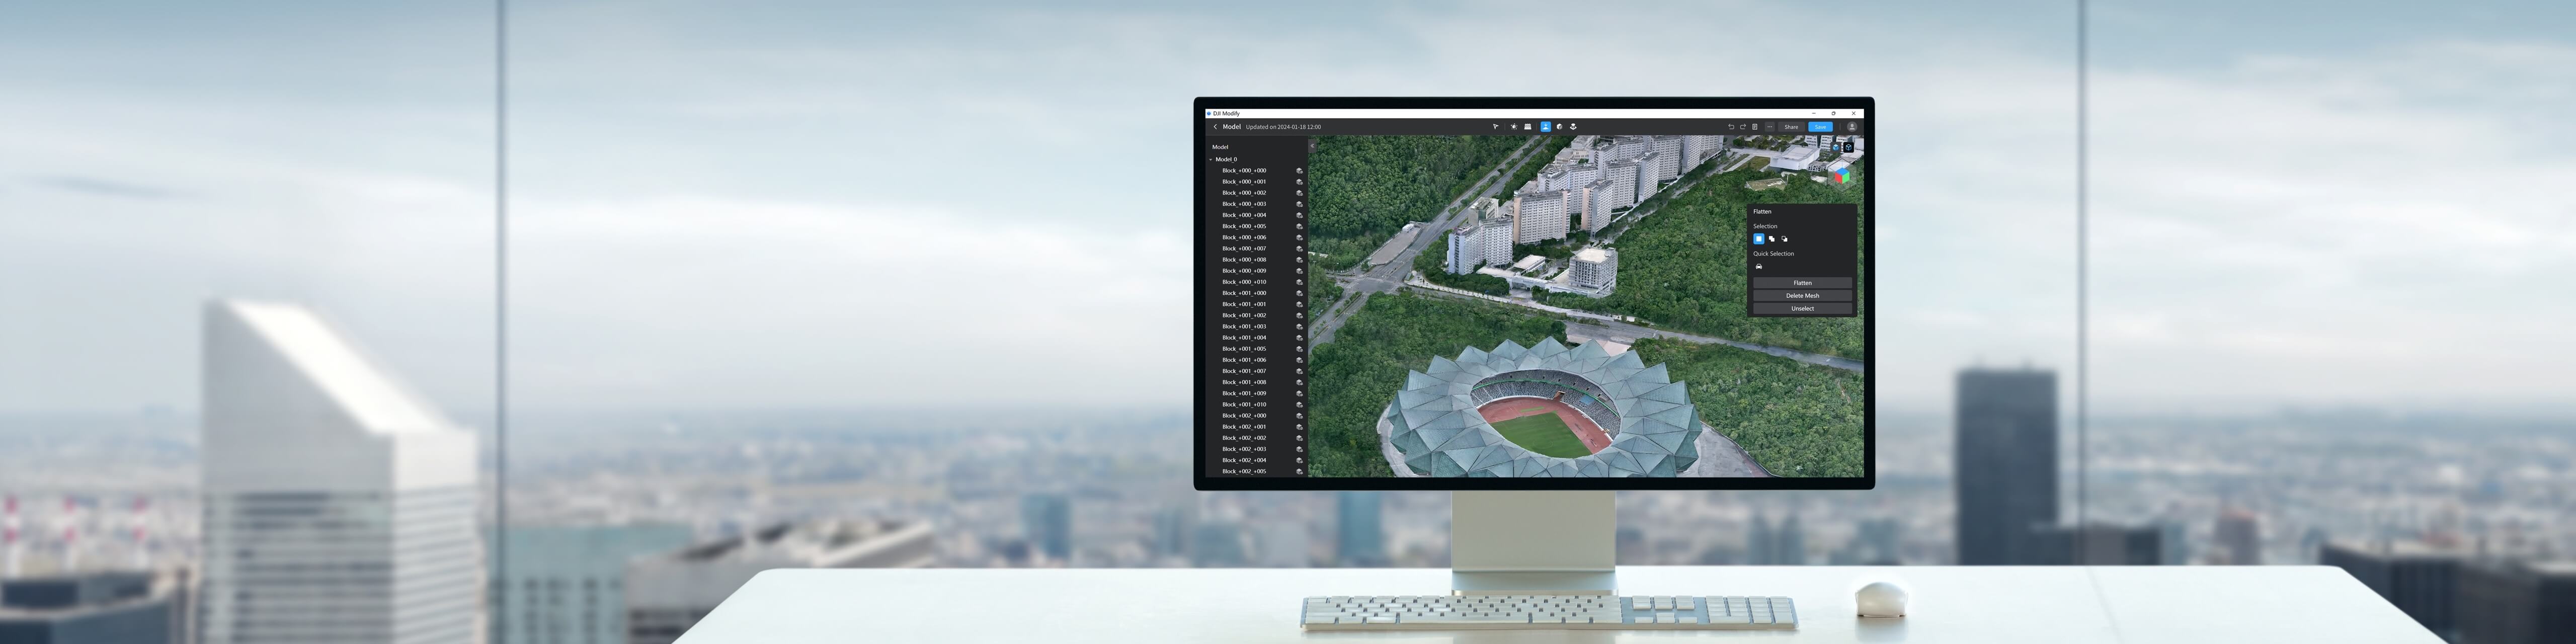 DJI Modify
Model Updated on 2024-01-18 12:00
Share
Save
Model
Model_0
Block_+000_+000
Block_+000_+001
Block_+000_+002
Block_+000_+003
Block_+000_+004
Block_+000_+005
Block_+000_+006
Block_+000_+007
Block_+000_+008
Block_+000_+009
Block_+000_+010
Block_+001_+000
Block_+001_+001
Block_+001_+002
Block_+001_+003
Block_+001_+004
Block_+001_+005
Block_+001_+006
Block_+001_+007
Block_+001_+008
Block_+001_+009
Block_+001_+010
Block_+002_+000
Block_+002_+001
Block_+002_+002
Block_+002_+003
Block_+002_+004
Block_+002_+005
Flatten
Selection
Quick Selection
Flatten
Delete Mesh
Unselect